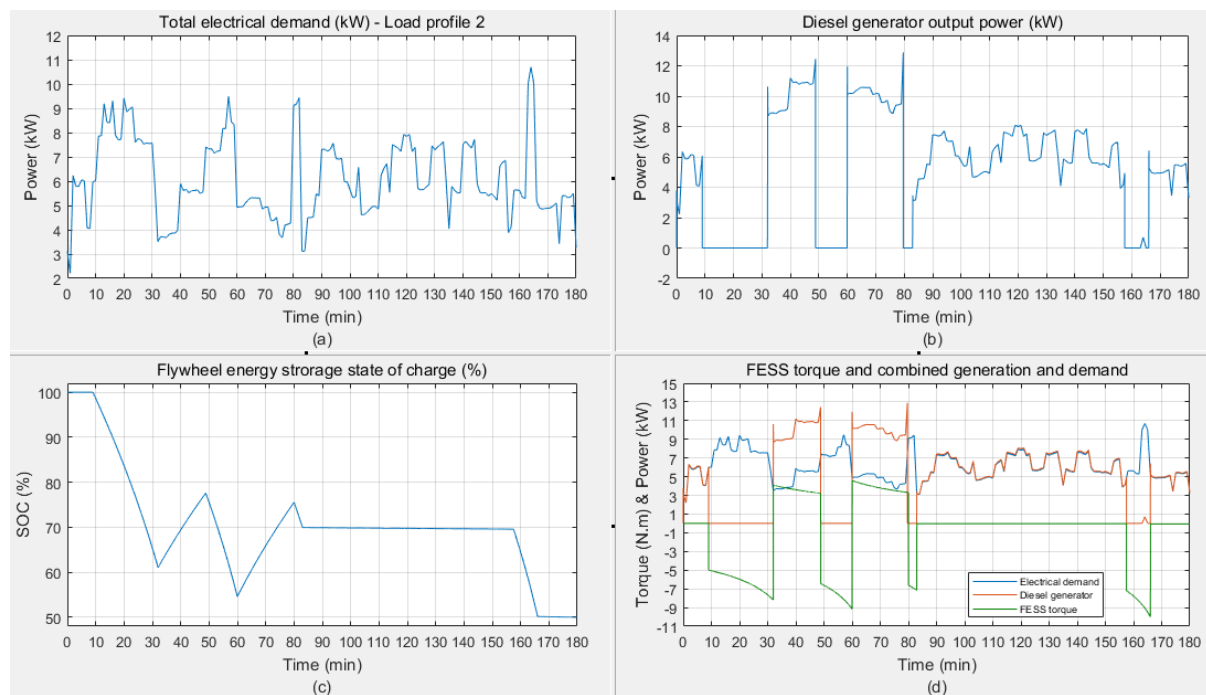 Total electrical demand (kW) - Load profile 2
12
11
10
9
8
7
6
5
4
3
2
Power (kW)
0 10 20 30 40 50 60 70 80 90 100 110 120 130 140 150 160 170 180
Time (min)
(a)
Diesel generator output power (kW)
14
12
10
8
6
4
2
0
-2
Power (kW)
0 10 20 30 40 50 60 70 80 90 100 110 120 130 140 150 160 170 180
Time (min)
(b)
Flywheel energy strorage state of charge (%)
100
90
80
70
60
50
SOC (%)
0 10 20 30 40 50 60 70 80 90 100 110 120 130 140 150 160 170 180
Time (min)
(c)
FESS torque and combined generation and demand
15
13
11
9
7
5
3
1
-1
-3
-5
-7
-9
-11
Torque (N.m) & Power (kW)
Electrical demand
Diesel generator
FESS torque
0 10 20 30 40 50 60 70 80 90 100 110 120 130 140 150 160 170 180
Time (min)
(d)